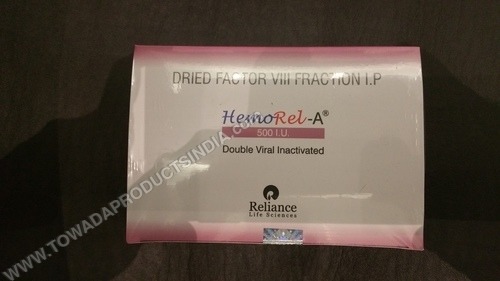 DRIED FACTOR VIII FRACTION I.P
HemoRel-A®
500 I.U.
Double Viral Inactivated
Reliance
Life Sciences
WWW.TOWADAPRODUCTSINDIA.COM